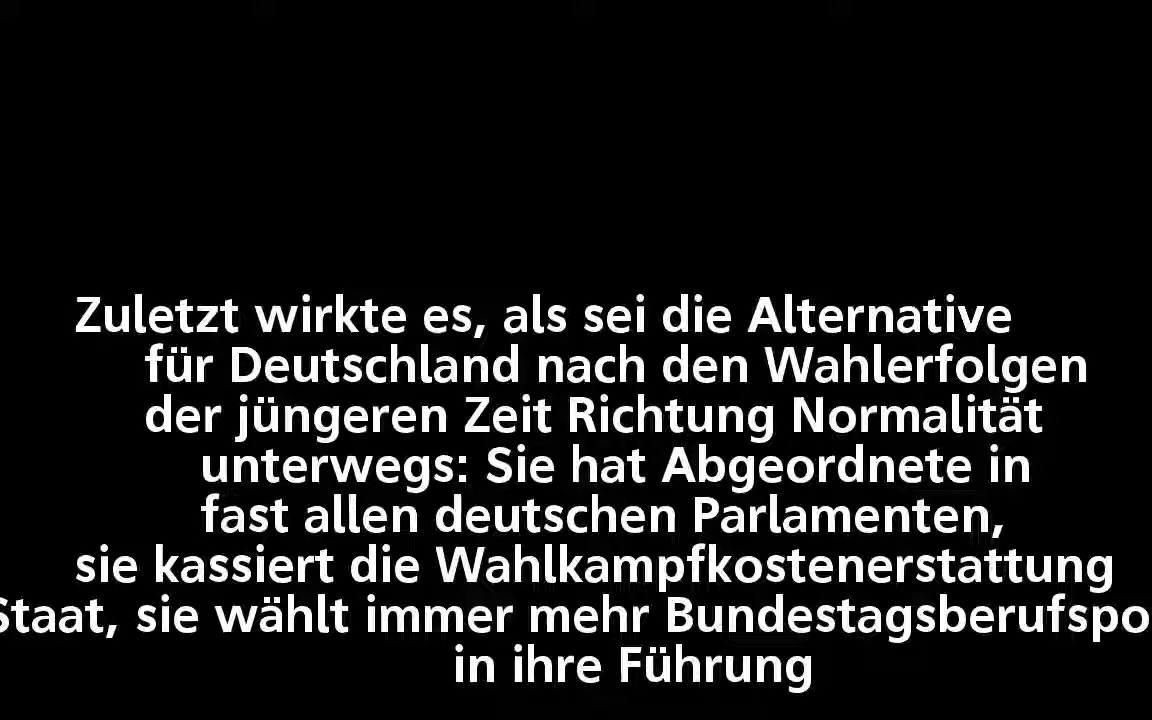 Zuletzt wirkte es, als sei die Alternative
für Deutschland nach den Wahlerfolgen
der jüngeren Zeit Richtung Normalität
unterwegs: Sie hat Abgeordnete in
fast allen deutschen Parlamenten,
sie kassiert die Wahlkampfkostenerstattung
Staat, sie wählt immer mehr Bundestagsberufspo
in ihre Führung